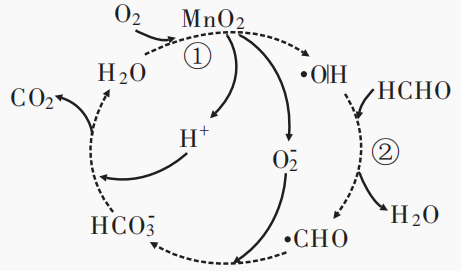 O₂
MnO₂
①
H₂O
•OH
CO₂
HCHO
H⁺
O₂⁻
②
HCO₃⁻
H₂O
•CHO